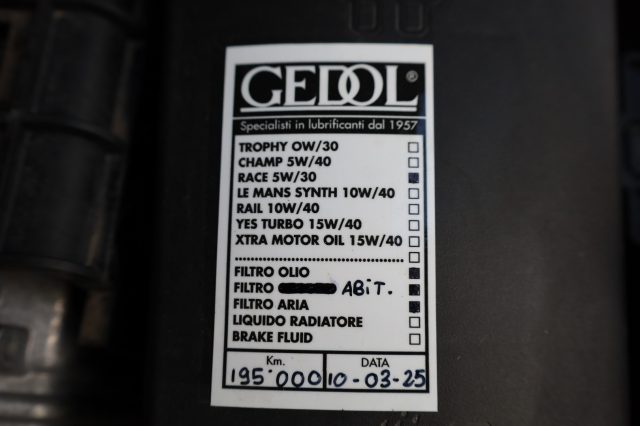 GEDOL®
Specialisti in lubrificanti dal 1957
TROPHY OW/30
CHAMP 5W/40
RACE 5W/30
LE MANS SYNTH 10W/40
RAIL 10W/40
YES TURBO 15W/40
XTRA MOTOR OIL 15W/40
FILTRO OLIO
FILTRO ABIT.
FILTRO ARIA
LIQUIDO RADIATORE
BRAKE FLUID
Km. DATA
195'000 10-03-25